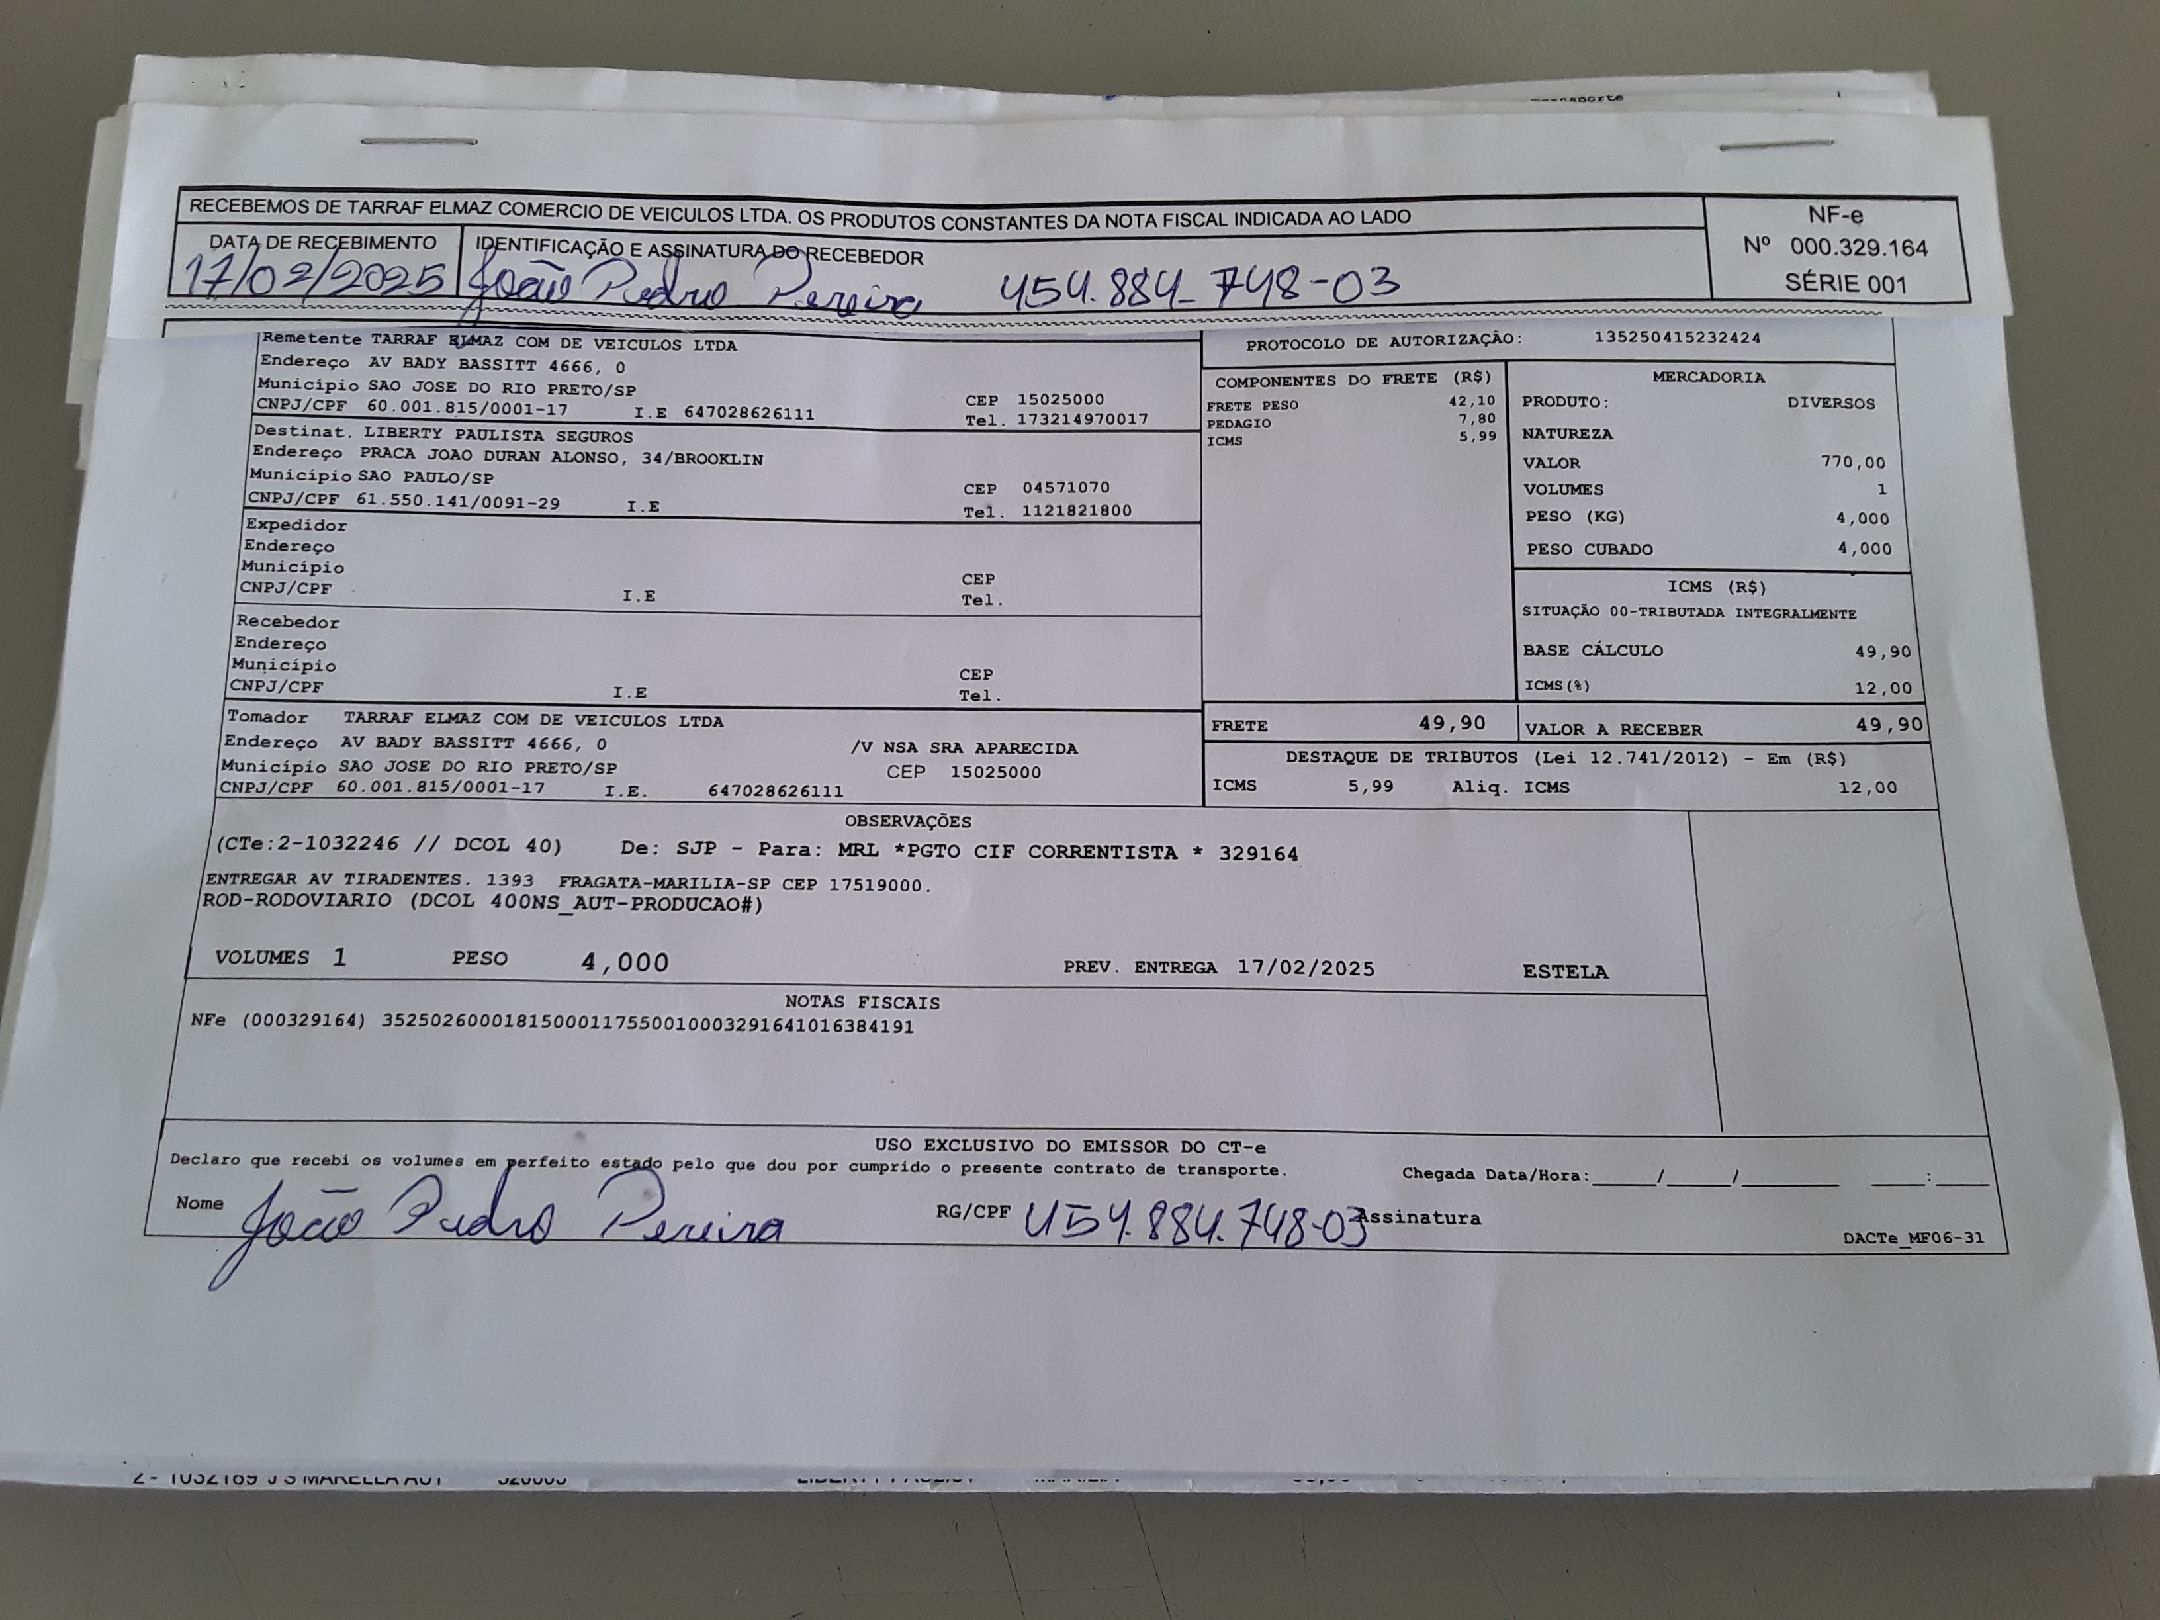 RECEBEMOS DE TARRAF ELMAZ COMERCIO DE VEICULOS LTDA. OS PRODUTOS CONSTANTES DA NOTA FISCAL INDICADA AO LADO
NF-e
Nº 000.329.164
SÉRIE 001
DATA DE RECEBIMENTO
17/02/2025
IDENTIFICAÇÃO E ASSINATURA DO RECEBEDOR
João Pedro Pereira 454.884.748-03
Remetente TARRAF ELMAZ COM DE VEICULOS LTDA
Endereço AV BADY BASSITT 4666, 0
Município SAO JOSE DO RIO PRETO/SP CEP 15025000
CNPJ/CPF 60.001.815/0001-17 I.E 647028626111 Tel. 173214970017
Destinat. LIBERTY PAULISTA SEGUROS
Endereço PRACA JOAO DURAN ALONSO, 34/BROOKLIN
Município SAO PAULO/SP CEP 04571070
CNPJ/CPF 61.550.141/0091-29 I.E Tel. 1121821800
Expedidor
Endereço
Município CEP
CNPJ/CPF I.E Tel.
Recebedor
Endereço
Município CEP
CNPJ/CPF I.E Tel.
Tomador TARRAF ELMAZ COM DE VEICULOS LTDA
Endereço AV BADY BASSITT 4666, 0 /V NSA SRA APARECIDA
Município SAO JOSE DO RIO PRETO/SP CEP 15025000
CNPJ/CPF 60.001.815/0001-17 I.E. 647028626111
PROTOCOLO DE AUTORIZAÇÃO: 135250415232424
COMPONENTES DO FRETE (R$)
FRETE PESO 42,10
PEDAGIO 7,80
ICMS 5,99
MERCADORIA
PRODUTO: DIVERSOS
NATUREZA
VALOR 770,00
VOLUMES 1
PESO (KG) 4,000
PESO CUBADO 4,000
ICMS (R$)
SITUAÇÃO 00-TRIBUTADA INTEGRALMENTE
BASE CÁLCULO 49,90
ICMS(%) 12,00
FRETE 49,90 VALOR A RECEBER 49,90
DESTAQUE DE TRIBUTOS (Lei 12.741/2012) - Em (R$)
ICMS 5,99 Aliq. ICMS 12,00
OBSERVAÇÕES
(CTe:2-1032246 // DCOL 40) De: SJP - Para: MRL *PGTO CIF CORRENTISTA * 329164
ENTREGAR AV TIRADENTES. 1393 FRAGATA-MARILIA-SP CEP 17519000.
ROD-RODOVIARIO (DCOL 400NS_AUT-PRODUCAO#)
VOLUMES 1 PESO 4,000 PREV. ENTREGA 17/02/2025 ESTELA
NOTAS FISCAIS
NFe (000329164) 35250260001815000117550010003291641016384191
USO EXCLUSIVO DO EMISSOR DO CT-e
Declaro que recebi os volumes em perfeito estado pelo que dou por cumprido o presente contrato de transporte. Chegada Data/Hora:_____/_____/________ ____:____
Nome João Pedro Pereira RG/CPF 454.884.748-03 Assinatura
DACTe_MF06-31